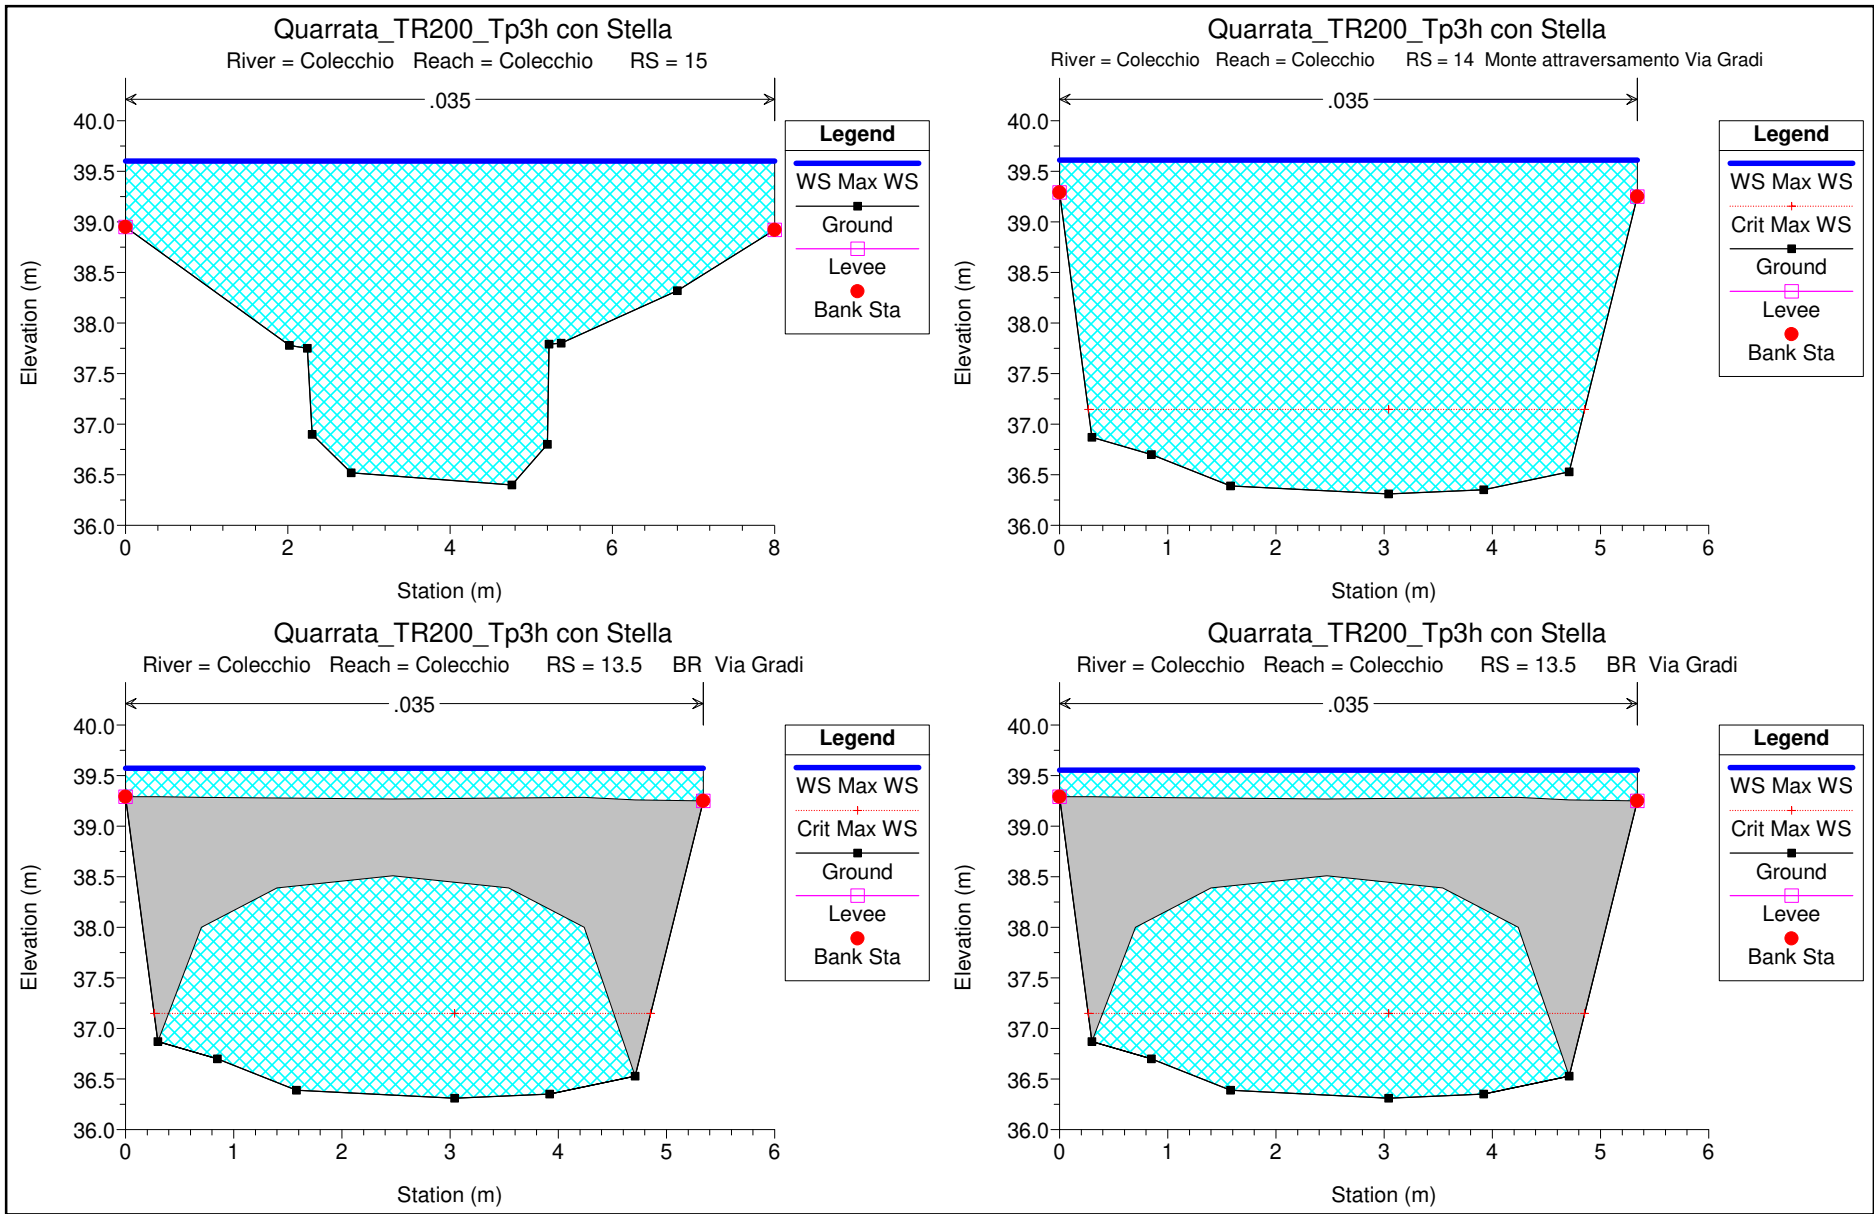 Quarrata_TR200_Tp3h con Stella
River = Colecchio Reach = Colecchio RS = 15
.035
40.0
39.5
39.0
38.5
38.0
37.5
37.0
36.5
36.0
Elevation (m)
0 2 4 6 8
Station (m)
Legend
WS Max WS
Ground
Levee
Bank Sta
Quarrata_TR200_Tp3h con Stella
River = Colecchio Reach = Colecchio RS = 14 Monte attraversamento Via Gradi
.035
40.0
39.5
39.0
38.5
38.0
37.5
37.0
36.5
36.0
Elevation (m)
0 1 2 3 4 5 6
Station (m)
Legend
WS Max WS
Crit Max WS
Ground
Levee
Bank Sta
Quarrata_TR200_Tp3h con Stella
River = Colecchio Reach = Colecchio RS = 13.5 BR Via Gradi
.035
40.0
39.5
39.0
38.5
38.0
37.5
37.0
36.5
36.0
Elevation (m)
0 1 2 3 4 5 6
Station (m)
Legend
WS Max WS
Crit Max WS
Ground
Levee
Bank Sta
Quarrata_TR200_Tp3h con Stella
River = Colecchio Reach = Colecchio RS = 13.5 BR Via Gradi
.035
40.0
39.5
39.0
38.5
38.0
37.5
37.0
36.5
36.0
Elevation (m)
0 1 2 3 4 5 6
Station (m)
Legend
WS Max WS
Crit Max WS
Ground
Levee
Bank Sta